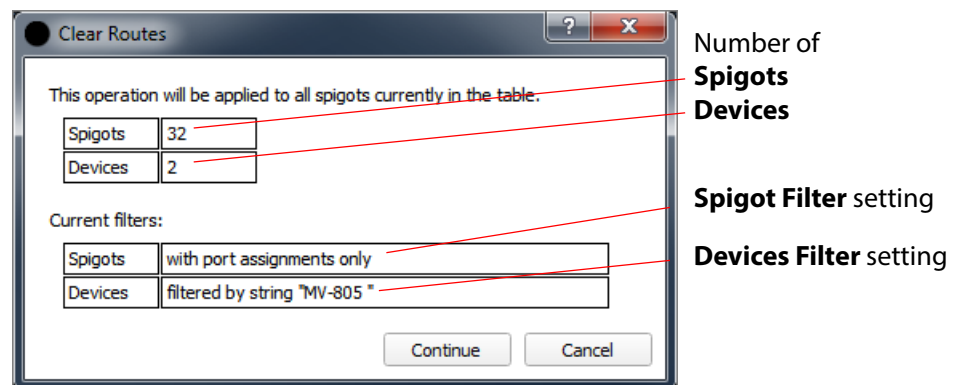 Clear Routes
?
X
This operation will be applied to all spigots currently in the table.
Spigots 32
Devices 2
Current filters:
Spigots with port assignments only
Devices filtered by string "MV-805 "
Continue Cancel
Number of
Spigots
Devices
Spigot Filter setting
Devices Filter setting